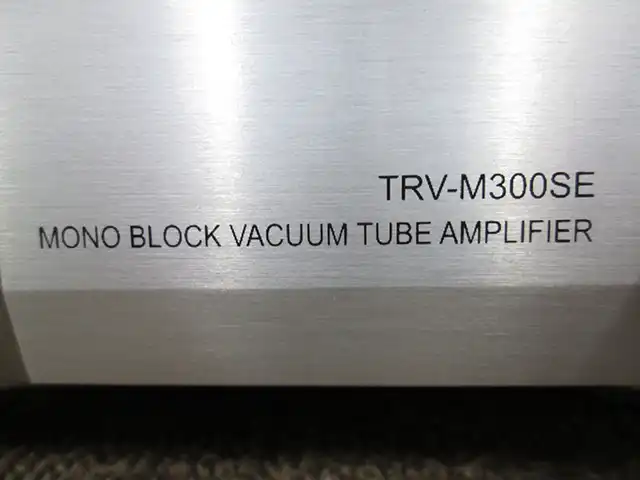 TRV-M300SE
MONO BLOCK VACUUM TUBE AMPLIFIER